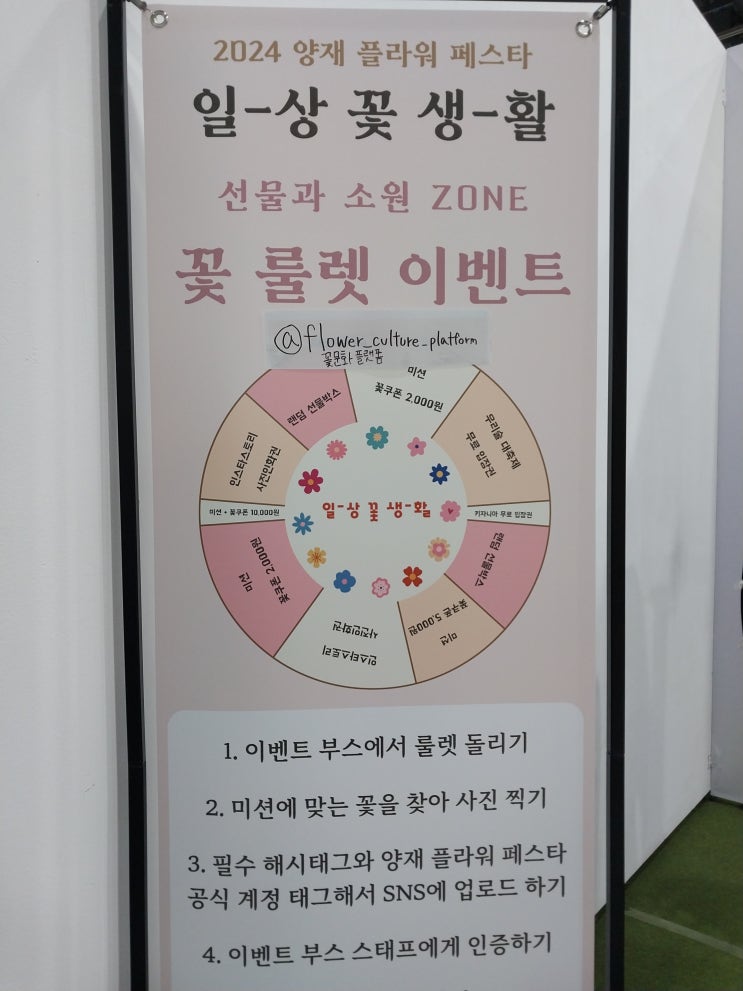 2024 양재 플라워 페스타
일-상 꽃 생-활
선물과 소원 ZONE
꽃 룰렛 이벤트
@flower_culture_platform
꽃문화 플랫폼
미션
꽃쿠폰 2,000원
우리술 대축제
무료 입장권
키자니아 무료 입장권
랜덤 선물박스
미션
꽃쿠폰 5,000원
인스타스토리
사진인화권
미션
꽃쿠폰 2,000원
미션 + 꽃쿠폰 10,000원
인스타스토리
사진인화권
랜덤 선물박스
일-상 꽃 생-활
1. 이벤트 부스에서 룰렛 돌리기
2. 미션에 맞는 꽃을 찾아 사진 찍기
3. 필수 해시태그와 양재 플라워 페스타
공식 계정 태그해서 SNS에 업로드 하기
4. 이벤트 부스 스태프에게 인증하기